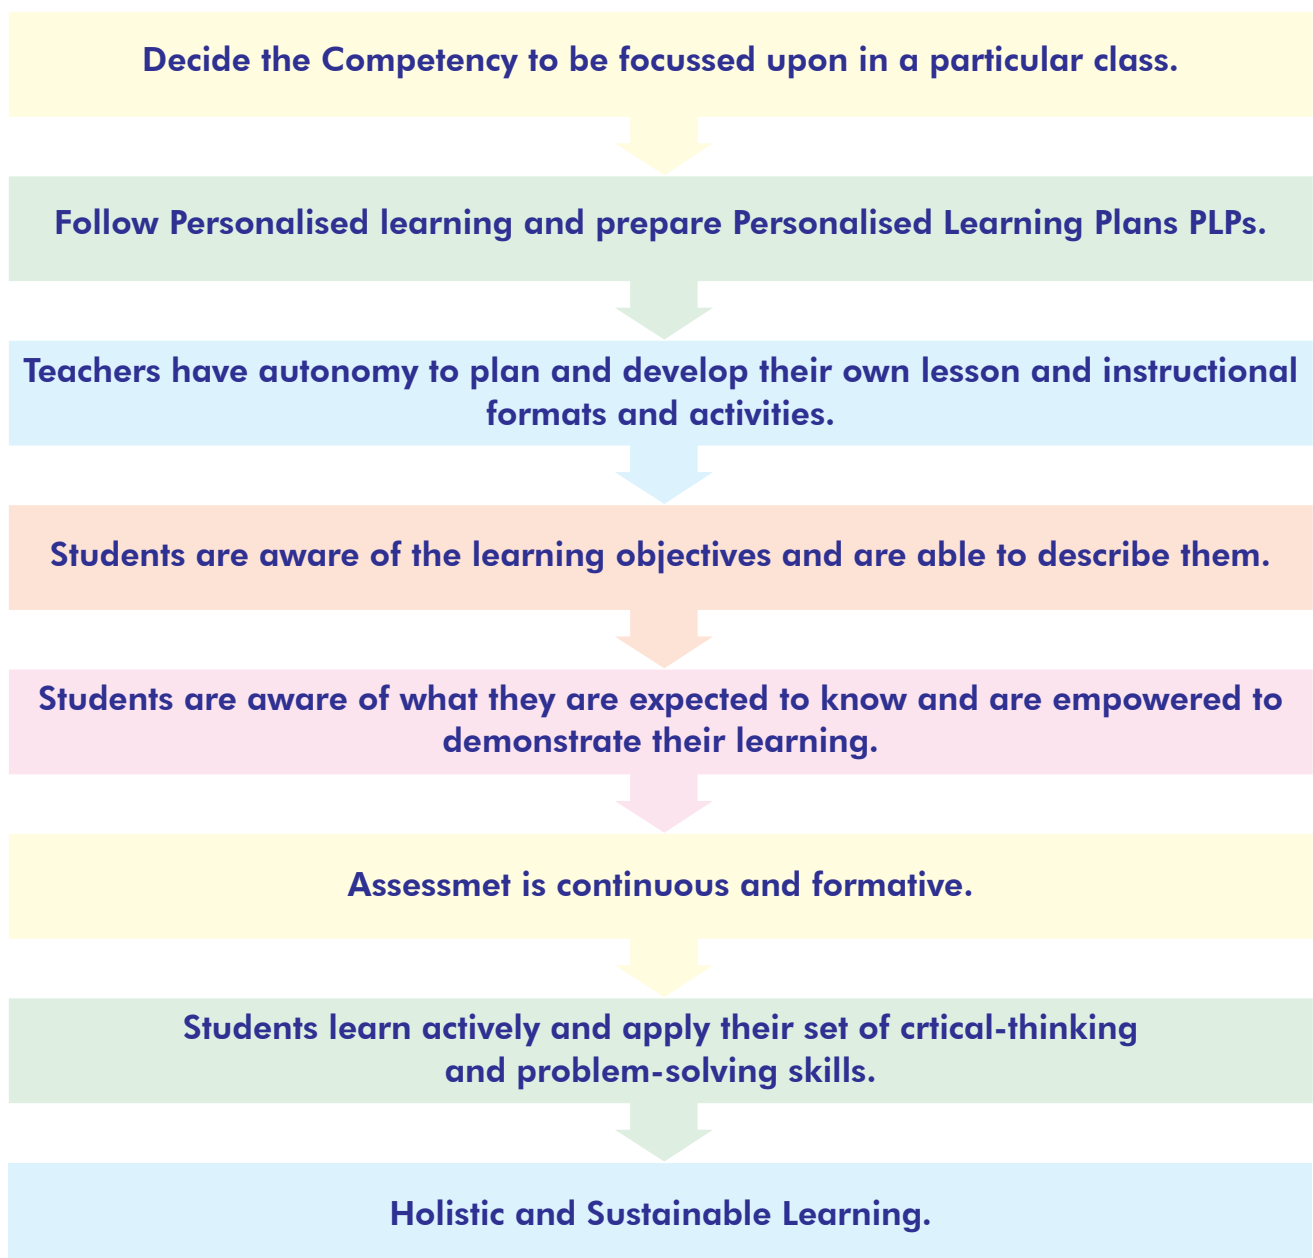 Decide the Competency to be focussed upon in a particular class.
Follow Personalised learning and prepare Personalised Learning Plans PLPs.
Teachers have autonomy to plan and develop their own lesson and instructional
formats and activities.
Students are aware of the learning objectives and are able to describe them.
Students are aware of what they are expected to know and are empowered to
demonstrate their learning.
Assessmet is continuous and formative.
Students learn actively and apply their set of crtical-thinking
and problem-solving skills.
Holistic and Sustainable Learning.